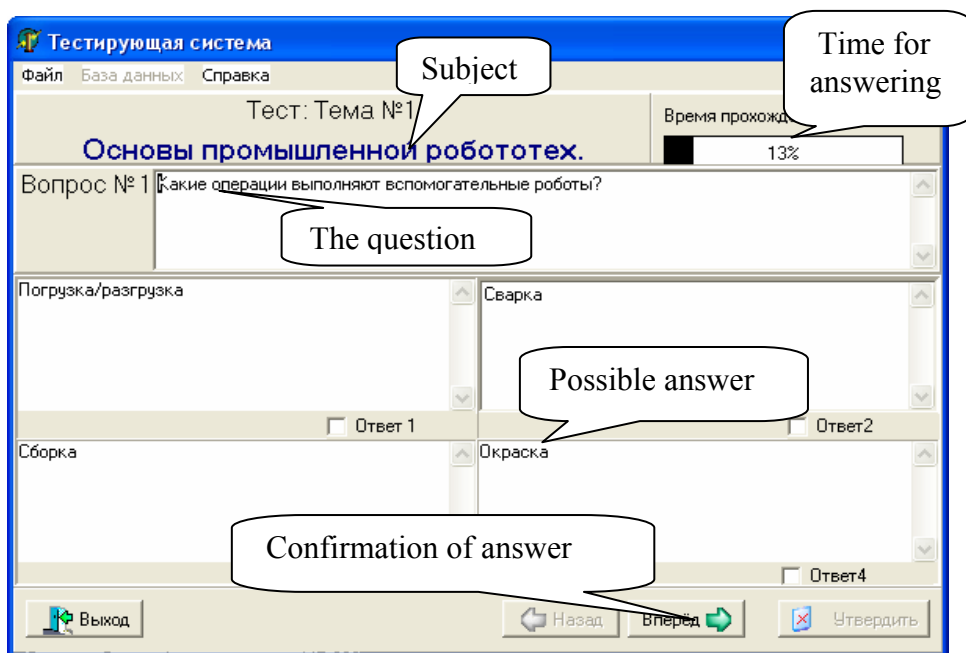 Тестирующая система
Файл База данных Справка
Subject
Time for
answering
Тест: Тема №1
Основы промышленной робототех.
Время
13%
Вопрос № 1
Какие операции выполняют вспомогательные роботы?
The question
Погрузка/разгрузка
Сварка
Possible answer
Ответ 1
Ответ2
Сборка
Окраска
Confirmation of answer
Ответ4
Выход
Назад
Вперёд
Утвердить